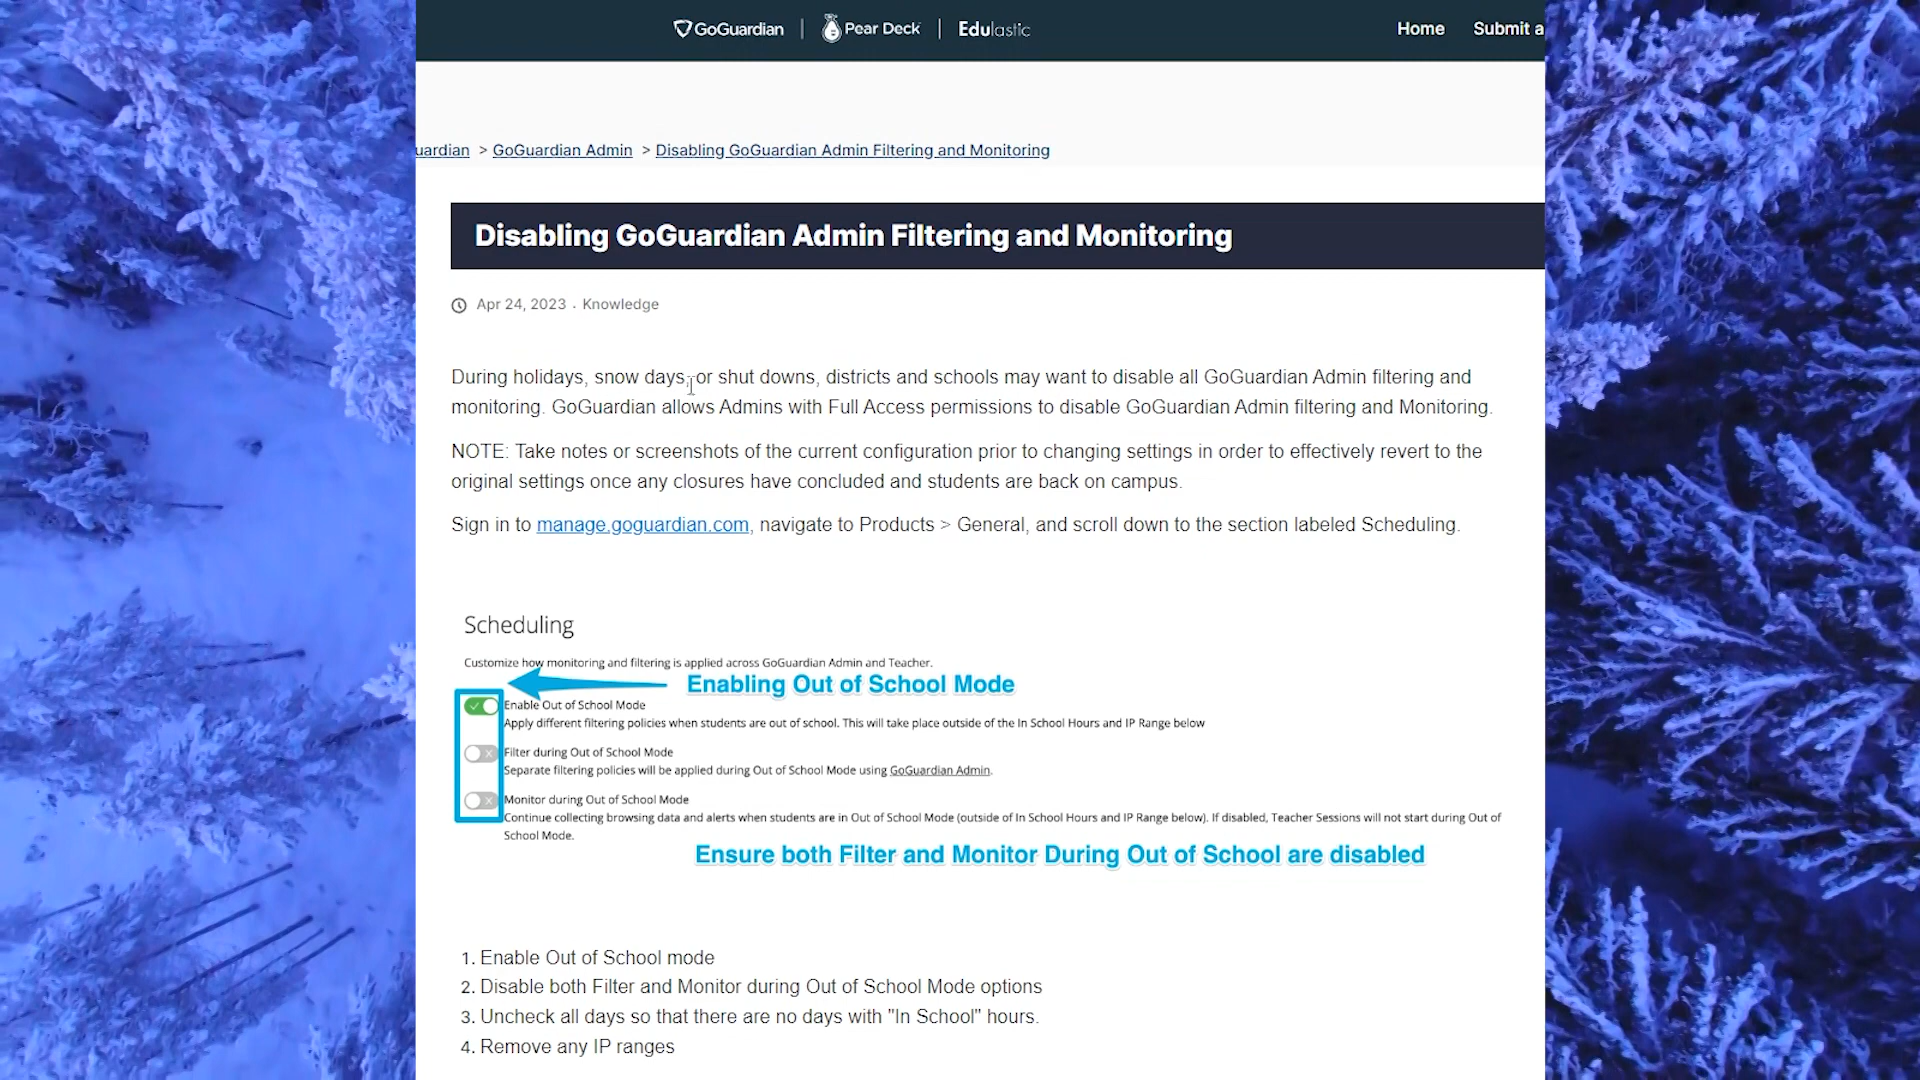 GoGuardian | Pear Deck | Edulastic
Home Submit a
uardian > GoGuardian Admin > Disabling GoGuardian Admin Filtering and Monitoring
Disabling GoGuardian Admin Filtering and Monitoring
Apr 24, 2023 . Knowledge
During holidays, snow days, or shut downs, districts and schools may want to disable all GoGuardian Admin filtering and
monitoring. GoGuardian allows Admins with Full Access permissions to disable GoGuardian Admin filtering and Monitoring.
NOTE: Take notes or screenshots of the current configuration prior to changing settings in order to effectively revert to the
original settings once any closures have concluded and students are back on campus.
Sign in to manage.goguardian.com, navigate to Products > General, and scroll down to the section labeled Scheduling.
Scheduling
Customize how monitoring and filtering is applied across GoGuardian Admin and Teacher.
Enabling Out of School Mode
Enable Out of School Mode
Apply different filtering policies when students are out of school. This will take place outside of the In School Hours and IP Range below
Filter during Out of School Mode
Separate filtering policies will be applied during Out of School Mode using GoGuardian Admin.
Monitor during Out of School Mode
Continue collecting browsing data and alerts when students are in Out of School Mode (outside of In School Hours and IP Range below). If disabled, Teacher Sessions will not start during Out of
School Mode.
Ensure both Filter and Monitor During Out of School are disabled
1. Enable Out of School mode
2. Disable both Filter and Monitor during Out of School Mode options
3. Uncheck all days so that there are no days with "In School" hours.
4. Remove any IP ranges